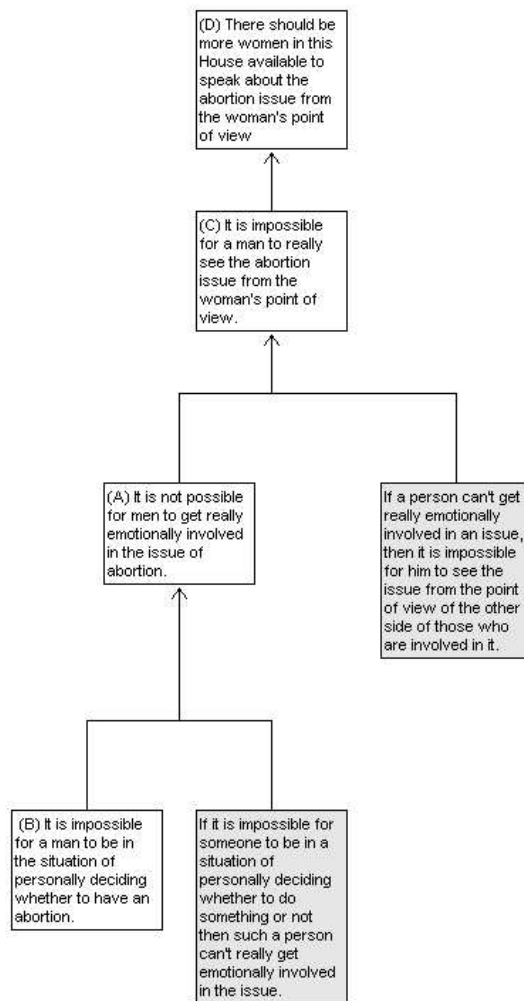 (D) There should be
more women in this
House available to
speak about the
abortion issue from
the woman's point
of view
(C) It is impossible
for a man to really
see the abortion
issue from the
woman's point of
view.
(A) It is not possible
for men to get really
emotionally involved
in the issue of
abortion.
If a person can't get
really emotionally
involved in an issue,
then it is impossible
for him to see the
issue from the point
of view of the other
side of those who
are involved in it.
(B) It is impossible
for a man to be in
the situation of
personally deciding
whether to have an
abortion.
If it is impossible for
someone to be in a
situation of
personally deciding
whether to do
something or not
then such a person
can't really get
emotionally involved
in the issue.